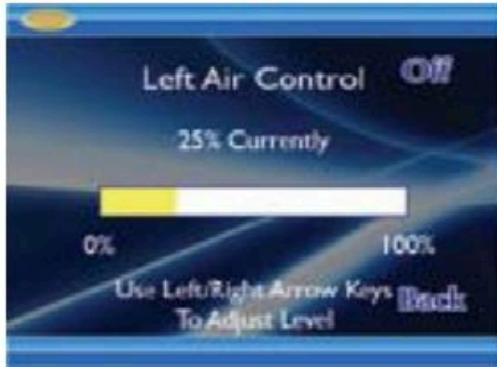 Left Air Control
Off
25% Currently
0%
100%
Use Left/Right Arrow Keys
To Adjust Level
Back